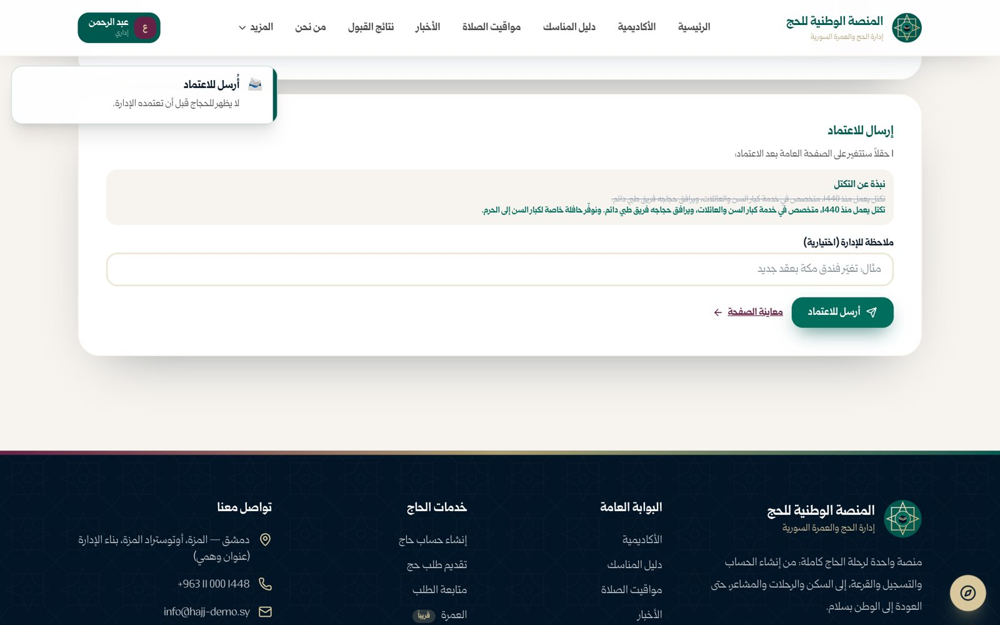 المنصة الوطنية للحج
إدارة الحج والعمرة السورية
الرئيسية
الأكاديمية
دليل المناسك
مواقيت الصلاة
الأخبار
نتائج القبول
من نحن
المزيد
ع
عبد الرحمن
إداري
أُرسل للاعتماد
لا يظهر للحجاج قبل أن تعتمده الإدارة.
إرسال للاعتماد
1 حقلاً ستتغير على الصفحة العامة بعد الاعتماد:
نبذة عن التكتل
تكتل يعمل منذ 1440، متخصص في خدمة كبار السن والعائلات، ويرافق حجاجه فريق طبي دائم.
تكتل يعمل منذ 1440، متخصص في خدمة كبار السن والعائلات، ويرافق حجاجه فريق طبي دائم. ونوفّر حافلة خاصة لكبار السن إلى الحرم.
ملاحظة للإدارة (اختيارية)
مثال: تغيّر فندق مكة بعقد جديد
أرسل للاعتماد
معاينة الصفحة
المنصة الوطنية للحج
إدارة الحج والعمرة السورية
منصة واحدة لرحلة الحاج كاملة: من إنشاء الحساب
والتسجيل والقرعة، إلى السكن والرحلات والمشاعر، حتى
العودة إلى الوطن بسلام.
البوابة العامة
الأكاديمية
دليل المناسك
مواقيت الصلاة
الأخبار
خدمات الحاج
إنشاء حساب حاج
تقديم طلب حج
متابعة الطلب
العمرة قريباً
تواصل معنا
دمشق — المزة، أوتوستراد المزة، بناء الإدارة
(عنوان وهمي)
+963 11 000 1448
info@hajj-demo.sy